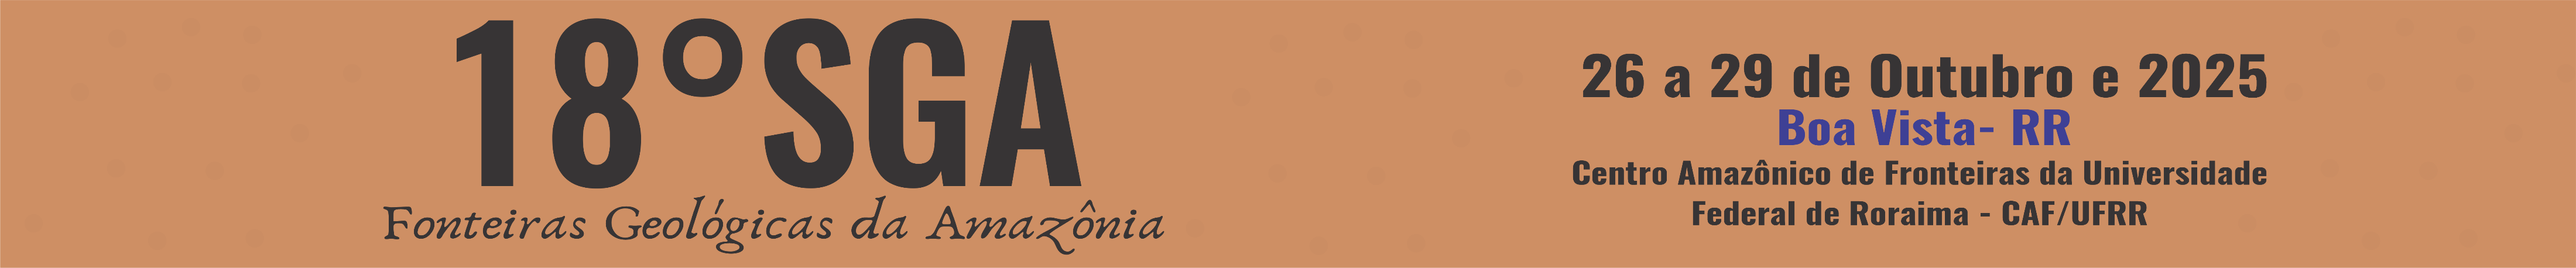 18°SGA
Fonteiras Geológicas da Amazônia
26 a 29 de Outubro e 2025
Boa Vista- RR
Centro Amazônico de Fronteiras da Universidade
Federal de Roraima - CAF/UFRR